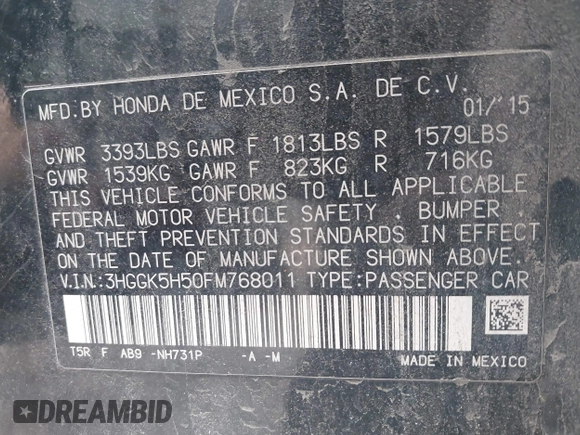 MFD.BY HONDA DE MEXICO S.A. DE C.V.
01/'15
GVWR 3393LBS GAWR F 1813LBS R 1579LBS
GVWR 1539KG GAWR F 823KG R 716KG
THIS VEHICLE CONFORMS TO ALL APPLICABLE
FEDERAL MOTOR VEHICLE SAFETY . BUMPER .
AND THEFT PREVENTION STANDARDS IN EFFECT
ON THE DATE OF MANUFACTURE SHOWN ABOVE.
V.I.N:3HGGK5H50FM768011 TYPE:PASSENGER CAR
T5R F AB9 -NH731P -A -M
MADE IN MEXICO
DREAMBID